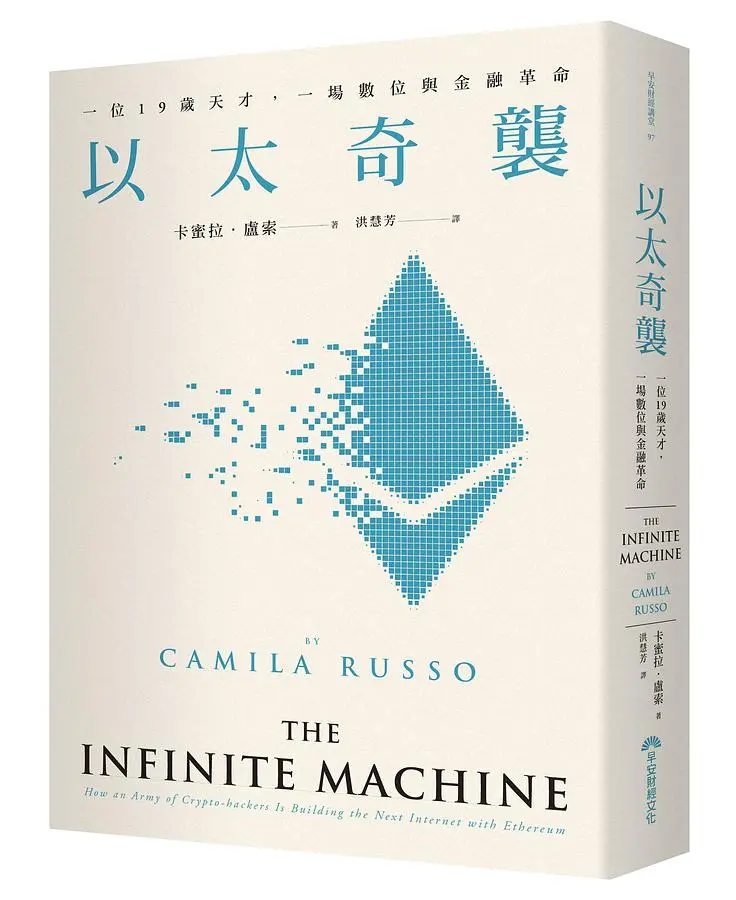 一位19歲天才，一場數位與金融革命
以太奇襲
卡蜜拉·盧索——著 洪慧芳——譯
BY
CAMILA RUSSO
THE
INFINITE MACHINE
How an Army of Crypto-hackers Is Building the Next Internet with Ethereum
早安財經講堂 97
以太奇襲
一位19歲天才，
一場數位與金融革命
THE
INFINITE
MACHINE
BY
CAMILA
RUSSO
卡蜜拉·盧索 著
洪慧芳 譯
早安財經文化